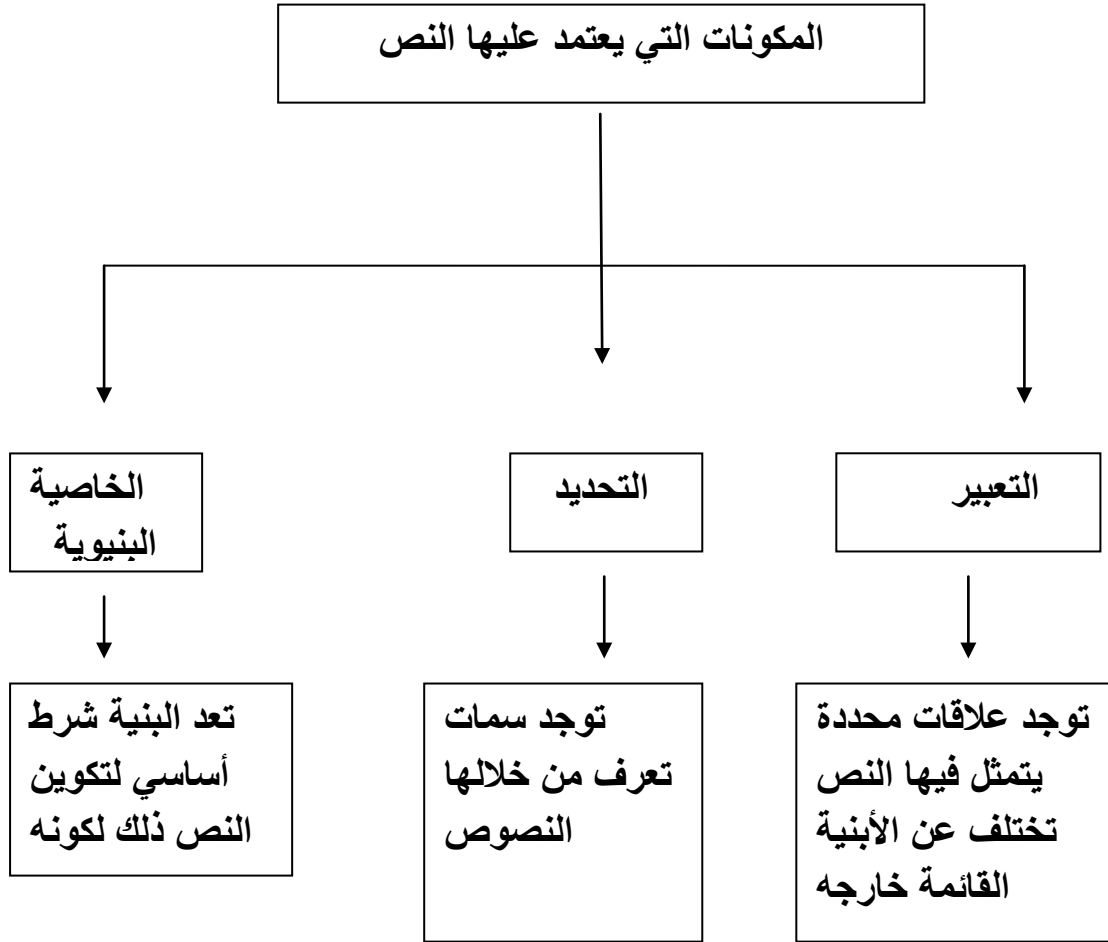 المكونات التي يعتمد عليها النص
التعبير
التحديد
الخاصية
البنيوية
توجد علاقات محددة
يتمثل فيها النص
تختلف عن الأبنية
القائمة خارجه
توجد سمات
تعرف من خلالها
النصوص
تعد البنية شرط
أساسي لتكوين
النص ذلك لكونه